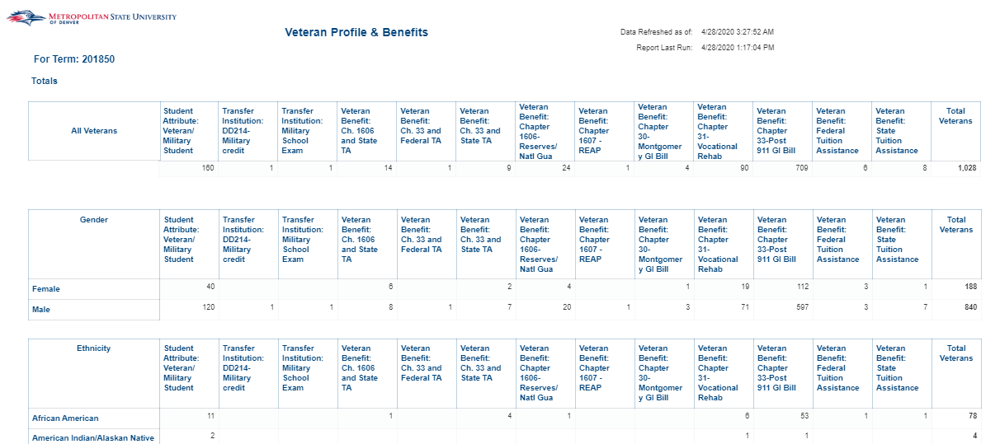 METROPOLITAN STATE UNIVERSITY
OF DENVER
Veteran Profile & Benefits
Data Refreshed as of: 4/28/2020 3:27:52 AM
Report Last Run: 4/28/2020 1:17:04 PM
For Term: 201850
Totals
All Veterans
Student Attribute: Veteran/ Military Student
Transfer Institution: DD214- Military credit
Transfer Institution: Military School Exam
Veteran Benefit: Ch. 1606 and State TA
Veteran Benefit: Ch. 33 and Federal TA
Veteran Benefit: Ch. 33 and State TA
Veteran Benefit: Chapter 1606- Reserves/ Natl Gua
Veteran Benefit: Chapter 1607 - REAP
Veteran Benefit: Chapter 30- Montgomer y GI Bill
Veteran Benefit: Chapter 31- Vocational Rehab
Veteran Benefit: Chapter 33-Post 911 GI Bill
Veteran Benefit: Federal Tuition Assistance
Veteran Benefit: State Tuition Assistance
Total Veterans
160 1 1 14 1 9 24 1 4 90 709 6 8 1,028
Gender
Student Attribute: Veteran/ Military Student
Transfer Institution: DD214- Military credit
Transfer Institution: Military School Exam
Veteran Benefit: Ch. 1606 and State TA
Veteran Benefit: Ch. 33 and Federal TA
Veteran Benefit: Ch. 33 and State TA
Veteran Benefit: Chapter 1606- Reserves/ Natl Gua
Veteran Benefit: Chapter 1607 - REAP
Veteran Benefit: Chapter 30- Montgomer y GI Bill
Veteran Benefit: Chapter 31- Vocational Rehab
Veteran Benefit: Chapter 33-Post 911 GI Bill
Veteran Benefit: Federal Tuition Assistance
Veteran Benefit: State Tuition Assistance
Total Veterans
Female 40 6 2 4 1 19 112 3 1 188
Male 120 1 1 8 1 7 20 1 3 71 597 3 7 840
Ethnicity
Student Attribute: Veteran/ Military Student
Transfer Institution: DD214- Military credit
Transfer Institution: Military School Exam
Veteran Benefit: Ch. 1606 and State TA
Veteran Benefit: Ch. 33 and Federal TA
Veteran Benefit: Ch. 33 and State TA
Veteran Benefit: Chapter 1606- Reserves/ Natl Gua
Veteran Benefit: Chapter 1607 - REAP
Veteran Benefit: Chapter 30- Montgomer y GI Bill
Veteran Benefit: Chapter 31- Vocational Rehab
Veteran Benefit: Chapter 33-Post 911 GI Bill
Veteran Benefit: Federal Tuition Assistance
Veteran Benefit: State Tuition Assistance
Total Veterans
African American 11 1 4 1 6 53 1 1 78
American Indian/Alaskan Native 2 1 1 4